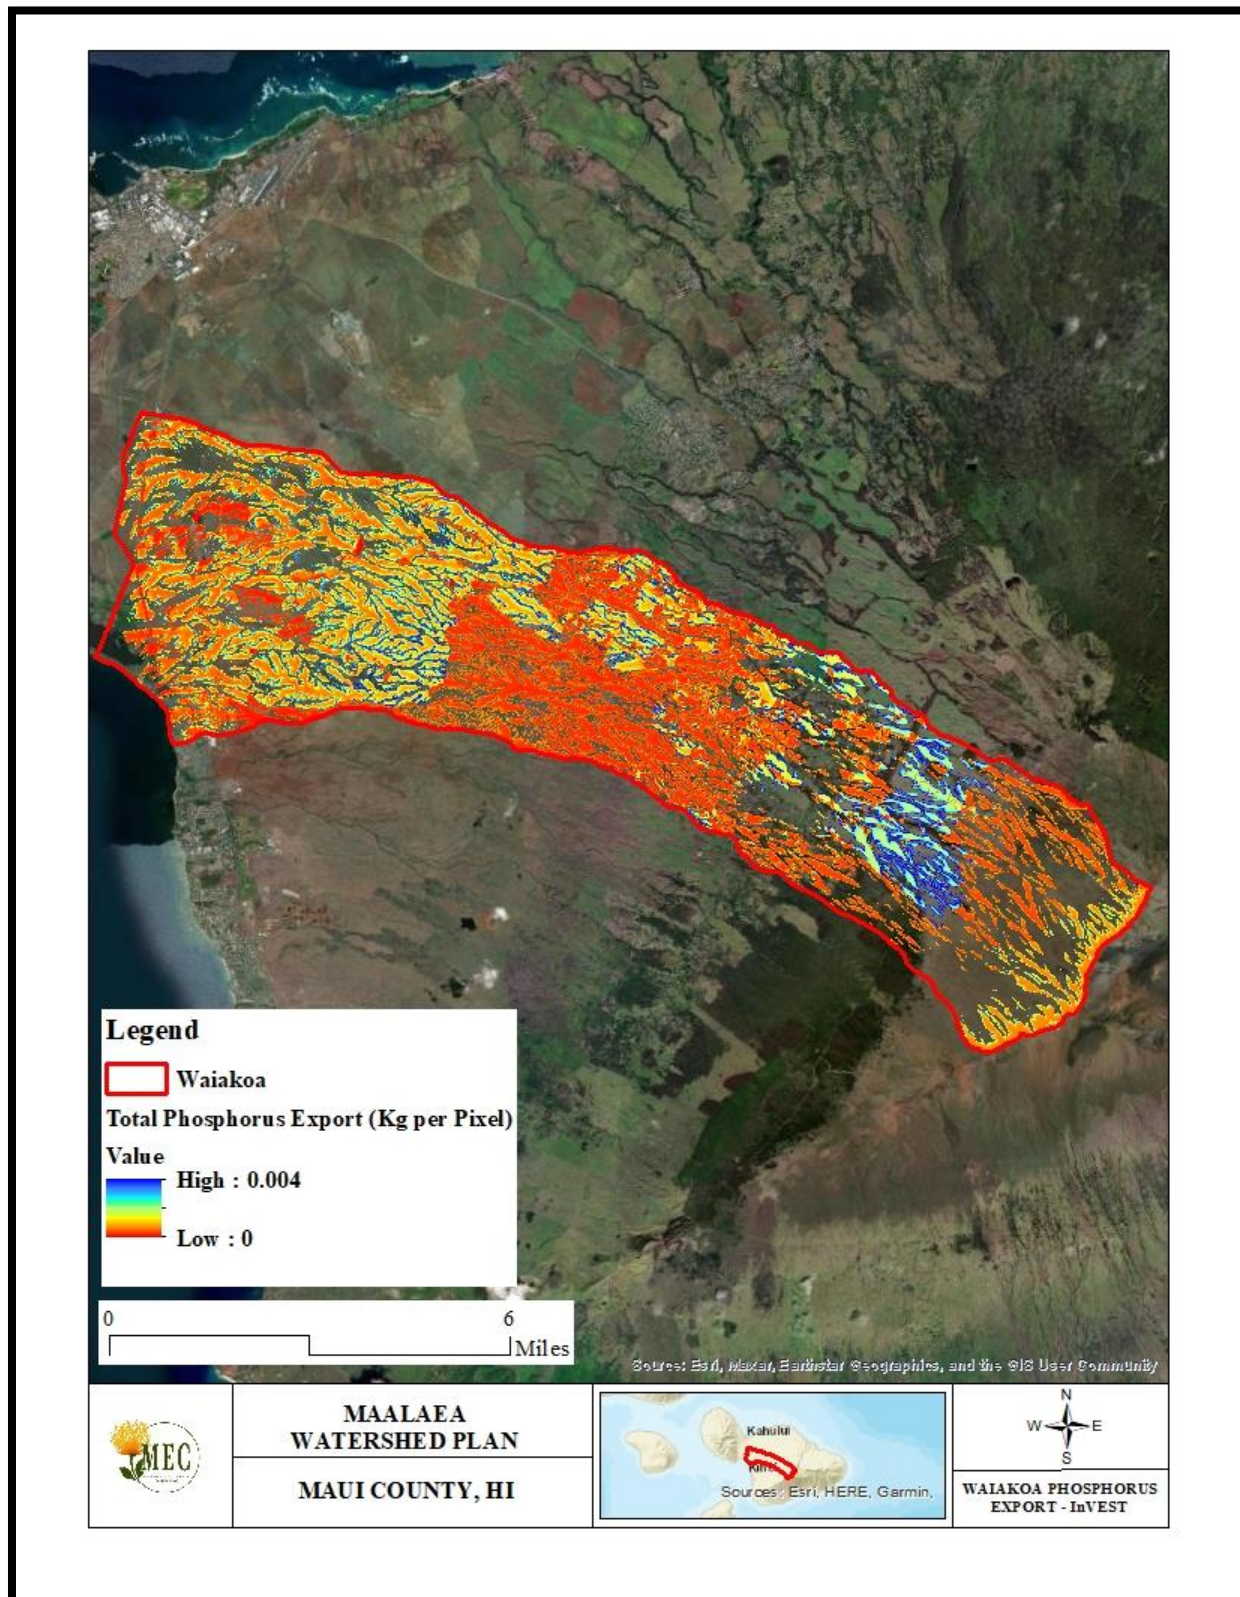 Legend
Waiakoa
Total Phosphorus Export (Kg per Pixel)
Value
High : 0.004
Low : 0
0 6
Miles
Source: Esri, Maxar, Earthstar Geographics, and the GIS User Community
MEC
MAALAEA
WATERSHED PLAN
MAUI COUNTY, HI
Kahului
Sources: Esri, HERE, Garmin,
N
W E
S
WAIAKOA PHOSPHORUS
EXPORT - InVEST